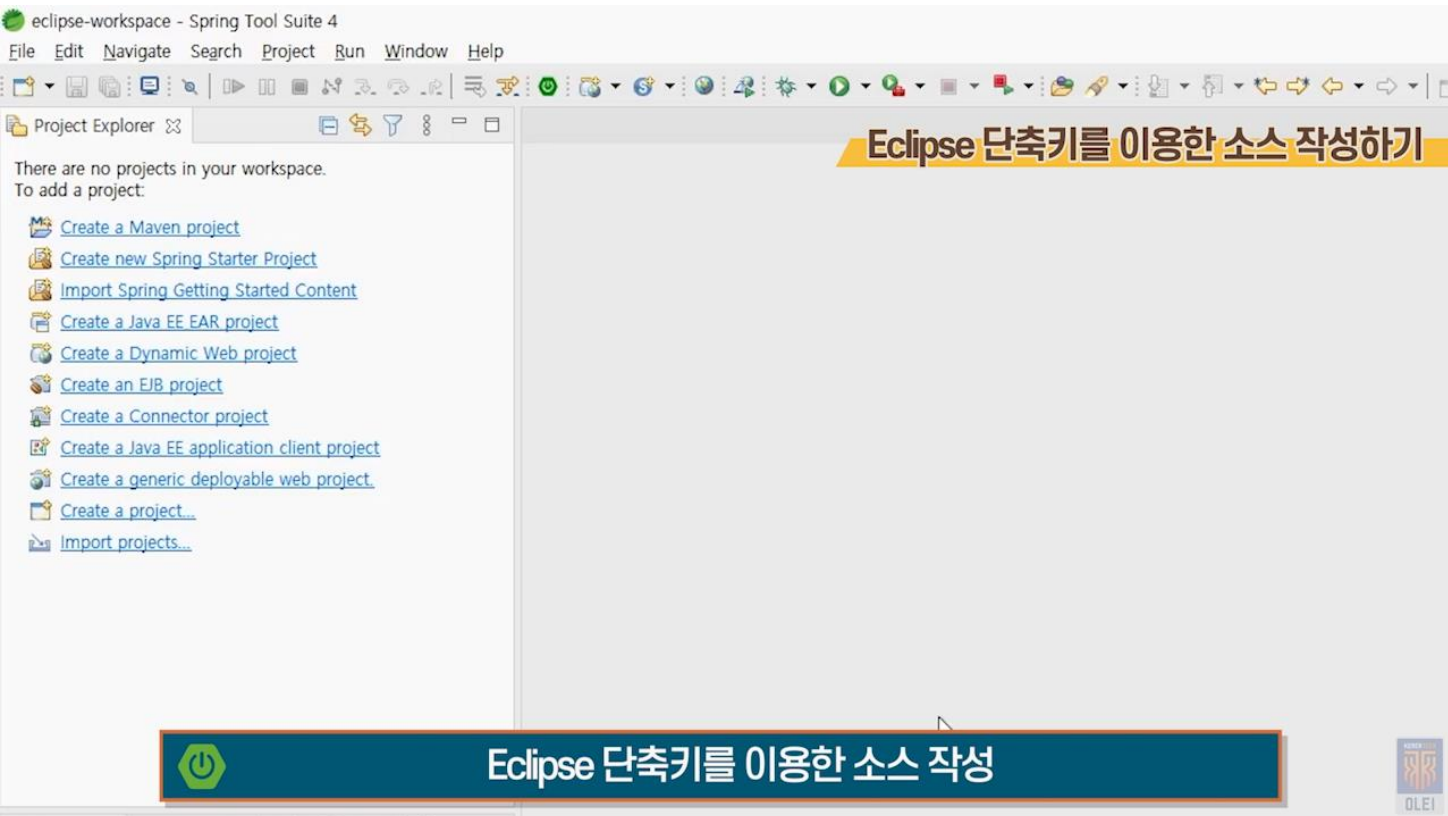 eclipse-workspace - Spring Tool Suite 4
File Edit Navigate Search Project Run Window Help
Project Explorer
Eclipse 단축키를 이용한 소스 작성하기
There are no projects in your workspace.
To add a project:
Create a Maven project
Create new Spring Starter Project
Import Spring Getting Started Content
Create a Java EE EAR project
Create a Dynamic Web project
Create an EJB project
Create a Connector project
Create a Java EE application client project
Create a generic deployable web project.
Create a project...
Import projects...
Eclipse 단축키를 이용한 소스 작성
OLEI